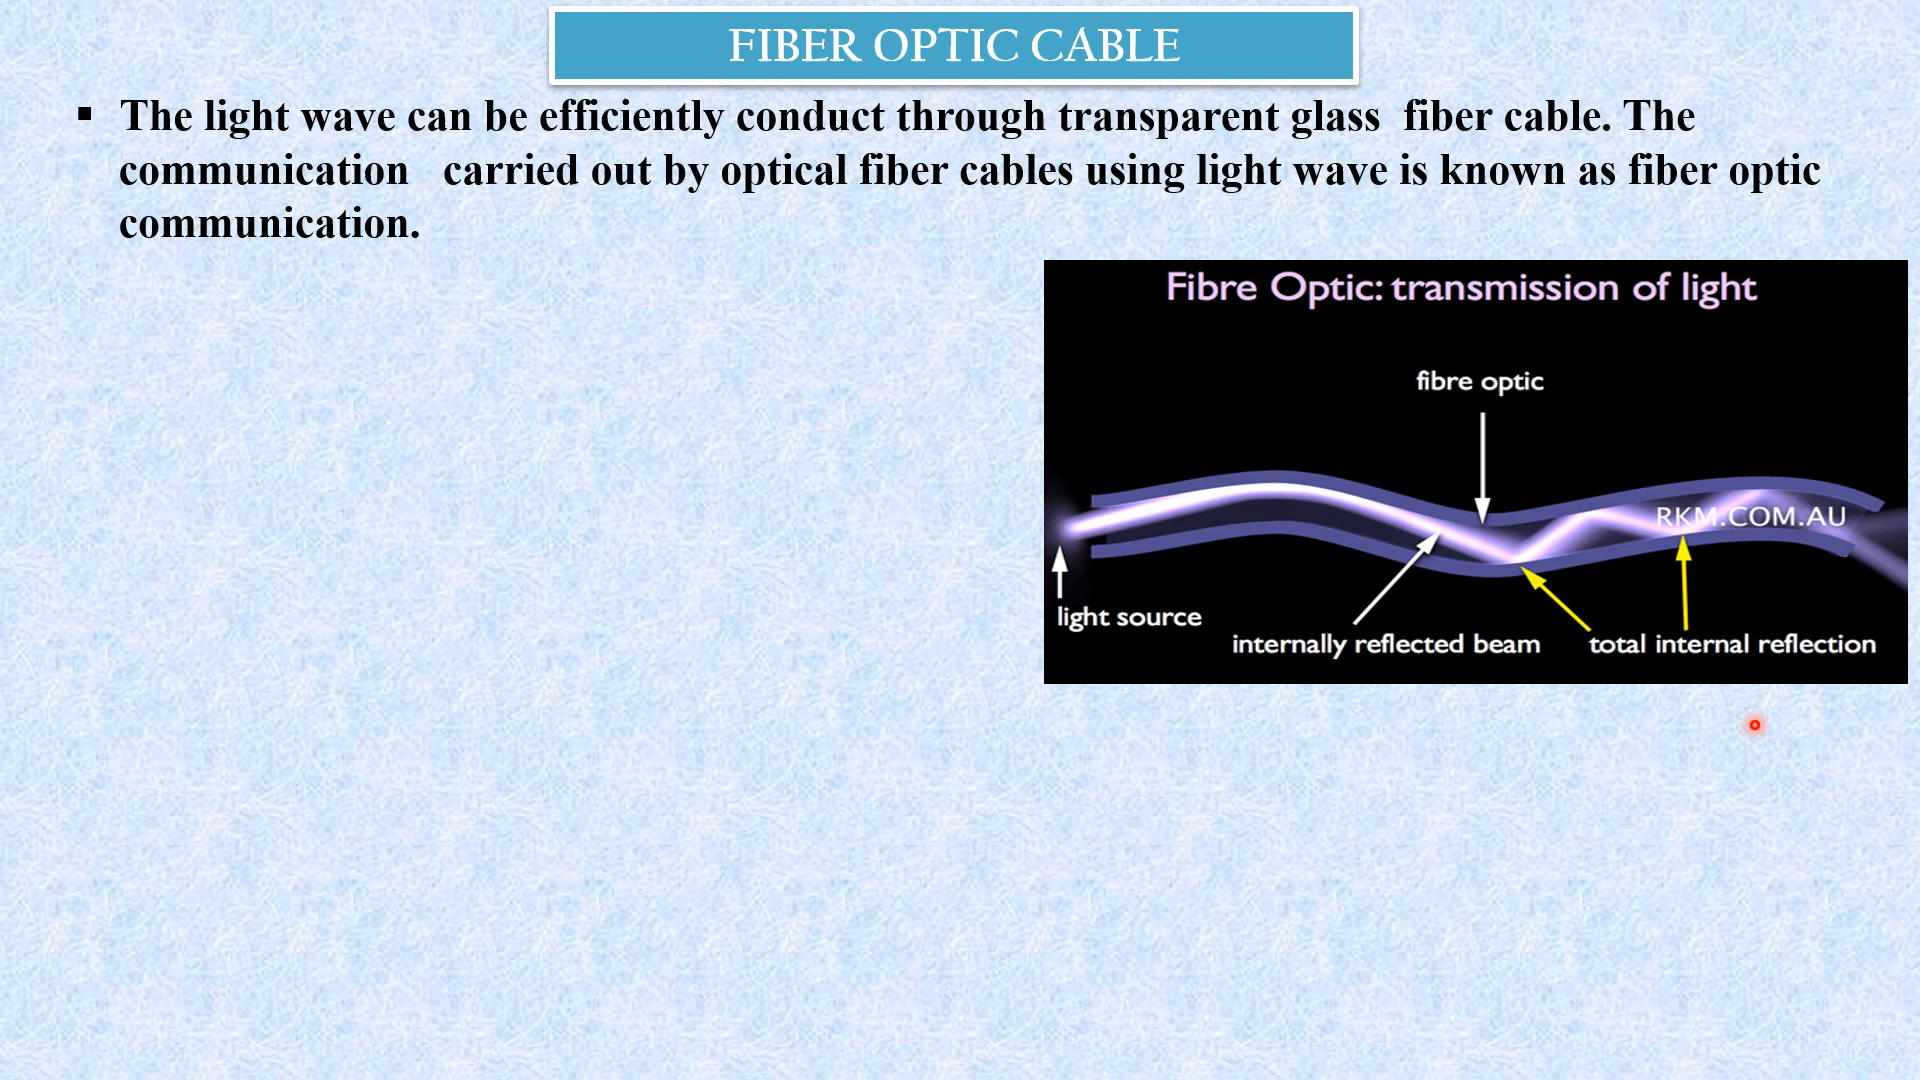 FIBER OPTIC CABLE
▪ The light wave can be efficiently conduct through transparent glass fiber cable. The
communication carried out by optical fiber cables using light wave is known as fiber optic
communication.
Fibre Optic: transmission of light
fibre optic
RKM.COM.AU
light source
internally reflected beam
total internal reflection